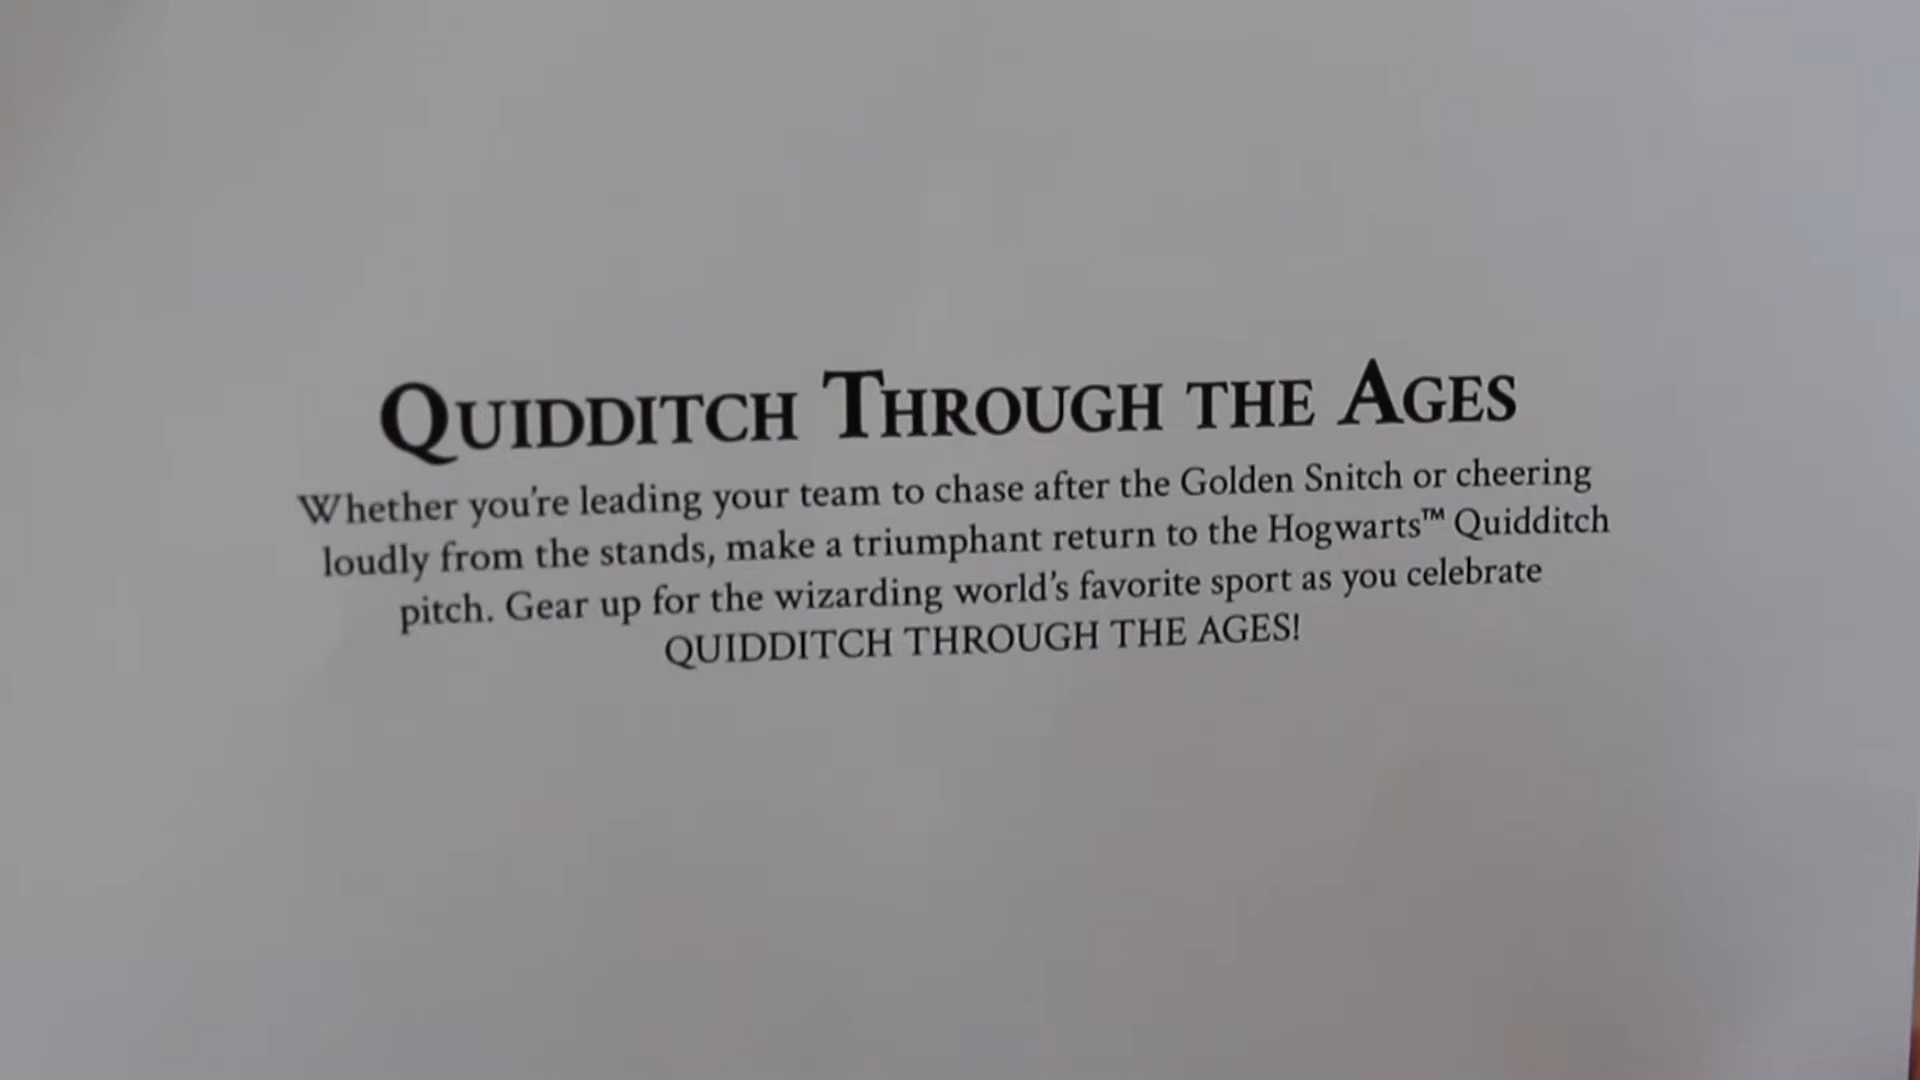 QUIDDITCH THROUGH THE AGES
Whether you're leading your team to chase after the Golden Snitch or cheering
loudly from the stands, make a triumphant return to the Hogwarts™ Quidditch
pitch. Gear up for the wizarding world's favorite sport as you celebrate
QUIDDITCH THROUGH THE AGES!